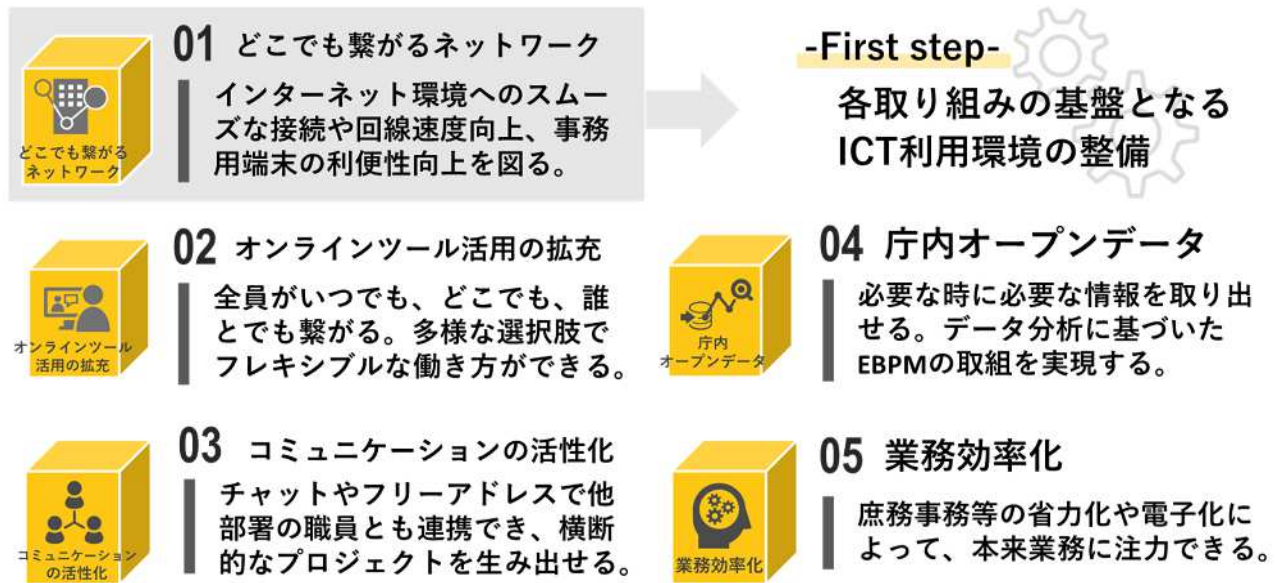 01 どこでも繋がるネットワーク
インターネット環境へのスムー
ズな接続や回線速度向上、事務
用端末の利便性向上を図る。
どこでも繋がる
ネットワーク
-First step-
各取り組みの基盤となる
ICT利用環境の整備
02 オンラインツール活用の拡充
全員がいつでも、どこでも、誰
とでも繋がる。多様な選択肢で
フレキシブルな働き方ができる。
オンラインツール
活用の拡充
04 庁内オープンデータ
必要な時に必要な情報を取り出
せる。データ分析に基づいた
EBPMの取組を実現する。
庁内
オープンデータ
03 コミュニケーションの活性化
チャットやフリーアドレスで他
部署の職員とも連携でき、横断
的なプロジェクトを生み出せる。
コミュニケーション
の活性化
05 業務効率化
庶務事務等の省力化や電子化に
よって、本来業務に注力できる。
業務効率化